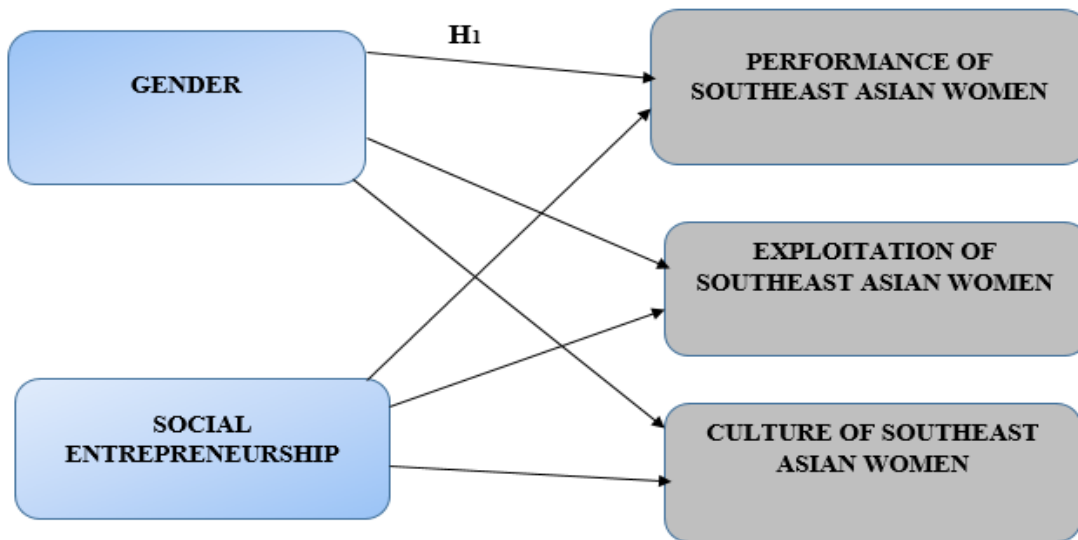 H1
GENDER
PERFORMANCE OF
SOUTHEAST ASIAN WOMEN
EXPLOITATION OF
SOUTHEAST ASIAN WOMEN
SOCIAL
ENTREPRENEURSHIP
CULTURE OF SOUTHEAST
ASIAN WOMEN